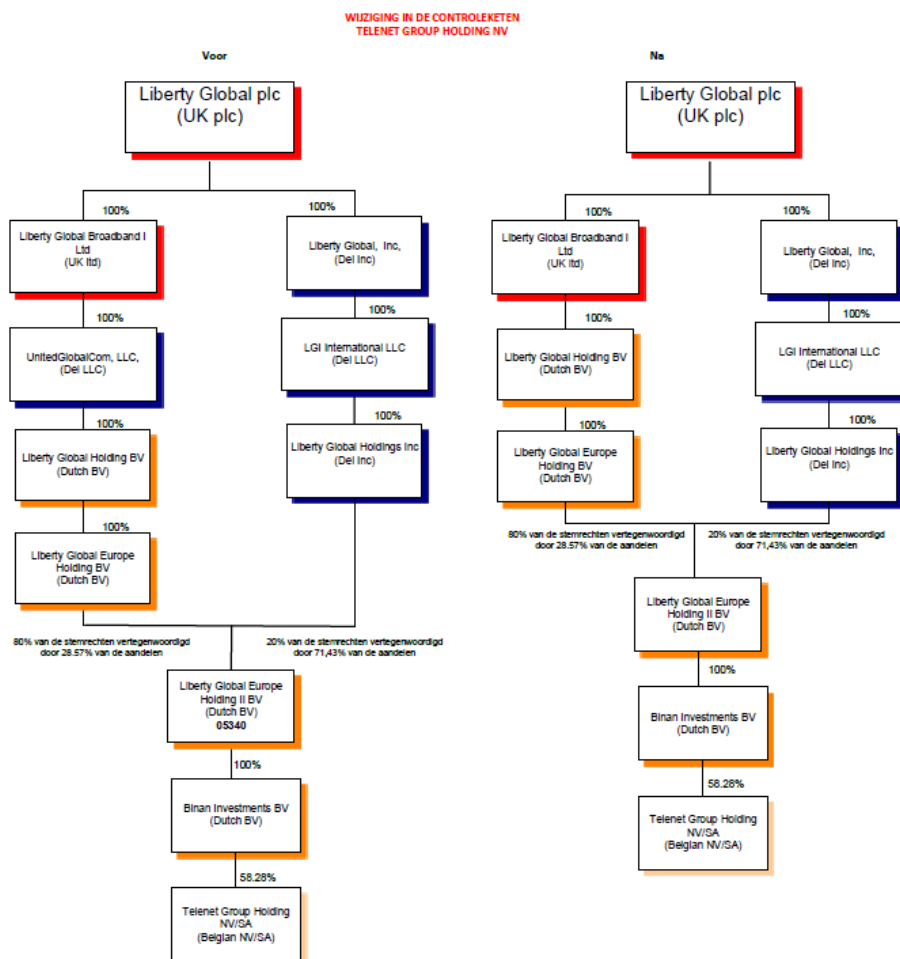 WIJZIGING IN DE CONTROLEKETEN
TELENET GROUP HOLDING NV
Voor
Liberty Global plc
(UK plc)
100%
100%
Liberty Global Broadband I
Ltd
(UK ltd)
Liberty Global, Inc,
(Del Inc)
100%
100%
UnitedGlobalCom, LLC,
(Del LLC)
LGI International LLC
(Del LLC)
100%
100%
Liberty Global Holding BV
(Dutch BV)
Liberty Global Holdings Inc
(Del Inc)
100%
Liberty Global Europe
Holding BV
(Dutch BV)
80% van de stemrechten vertegenwoordigd
door 28.57% van de aandelen
20% van de stemrechten vertegenwoordigd
door 71,43% van de aandelen
Liberty Global Europe
Holding II BV
(Dutch BV)
05340
100%
Binan Investments BV
(Dutch BV)
58.28%
Telenet Group Holding
NV/SA
(Belgian NV/SA)
Na
Liberty Global plc
(UK plc)
100%
100%
Liberty Global Broadband I
Ltd
(UK ltd)
Liberty Global, Inc,
(Del Inc)
100%
100%
Liberty Global Holding BV
(Dutch BV)
LGI International LLC
(Del LLC)
100%
100%
Liberty Global Europe
Holding BV
(Dutch BV)
Liberty Global Holdings Inc
(Del Inc)
80% van de stemrechten vertegenwoordigd
door 28.57% van de aandelen
20% van de stemrechten vertegenwoordigd
door 71,43% van de aandelen
Liberty Global Europe
Holding II BV
(Dutch BV)
100%
Binan Investments BV
(Dutch BV)
58.28%
Telenet Group Holding
NV/SA
(Belgian NV/SA)